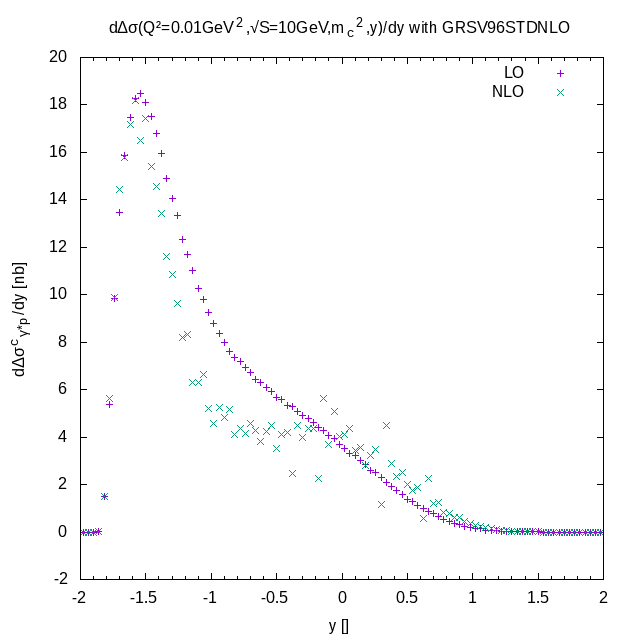 dΔσ(Q²=0.01GeV²,√S=10GeV,m_c²,y)/dy with GRSV96STDNLO
LO
NLO
20
18
16
14
12
10
8
6
4
2
0
-2
dΔσ^c_γ*p/dy [nb]
-2 -1.5 -1 -0.5 0 0.5 1 1.5 2
y []